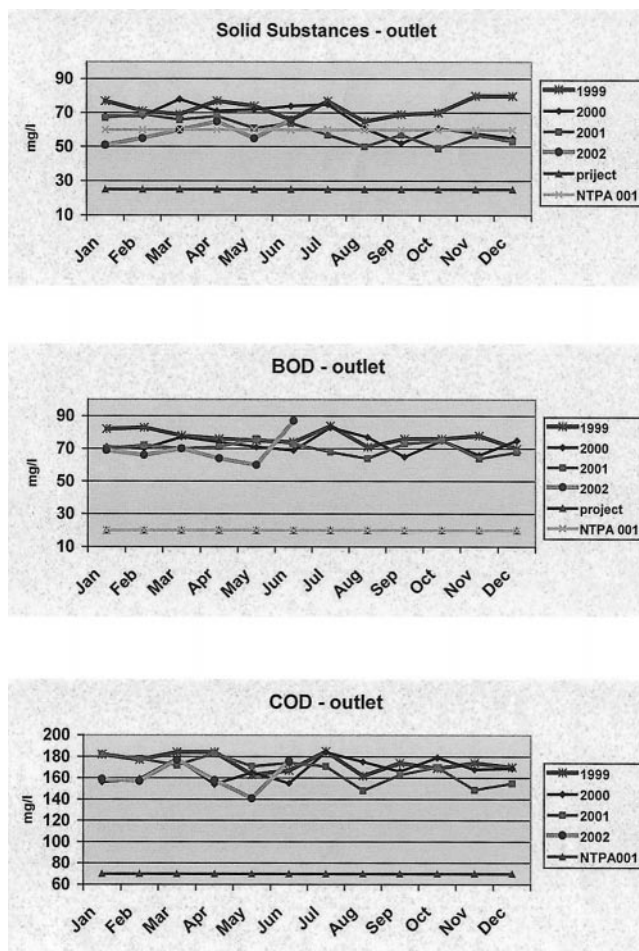 Solid Substances - outlet
90
70
50
30
10
mg/l
Jan Feb Mar Apr May Jun Jul Aug Sep Oct Nov Dec
1999
2000
2001
2002
priject
NTPA 001
BOD - outlet
90
70
50
30
10
mg/l
Jan Feb Mar Apr May Jun Jul Aug Sep Oct Nov Dec
1999
2000
2001
2002
project
NTPA 001
COD - outlet
200
180
160
140
120
100
80
60
mg/l
Jan Feb Mar Apr May Jun Jul Aug Sep Oct Nov Dec
1999
2000
2001
2002
NTPA001